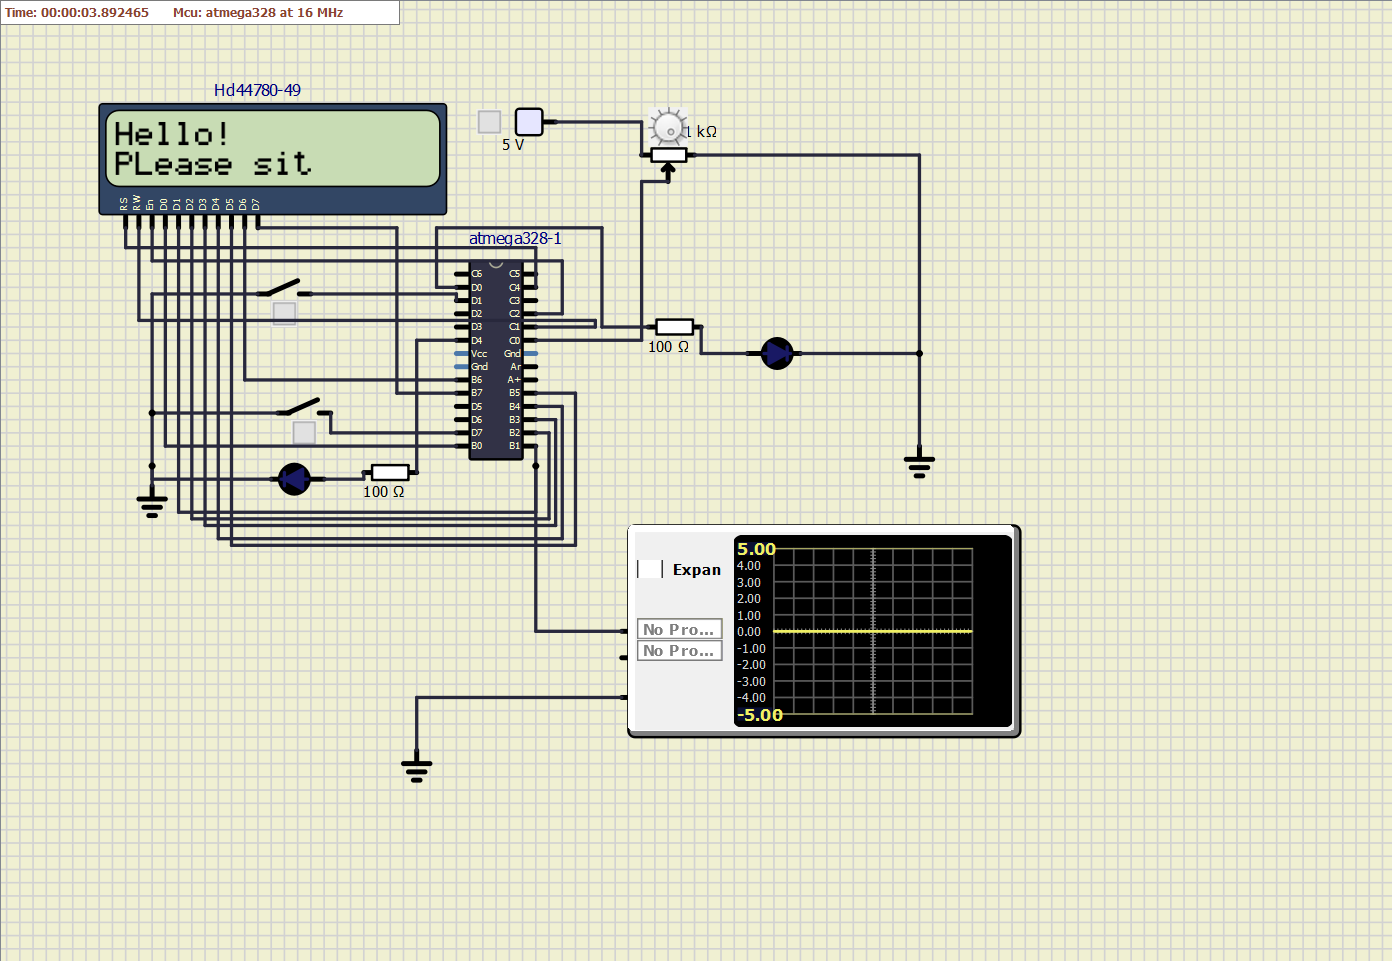 Time: 00:00:03.892465 Mcu: atmega328 at 16 MHz
Hd44780-49
Hello!
PLease sit
RS RW En D0 D1 D2 D3 D4 D5 D6 D7
5 V
1 kΩ
atmega328-1
C6 C5
D0 C4
D1 C3
D2 C2
D3 C1
D4 C0
Vcc Gnd
Gnd Ar
B6 A+
B7 B5
D5 B4
D6 B3
D7 B2
B0 B1
100 Ω
100 Ω
Expan
No Pro...
No Pro...
5.00
4.00
3.00
2.00
1.00
0.00
-1.00
-2.00
-3.00
-4.00
-5.00